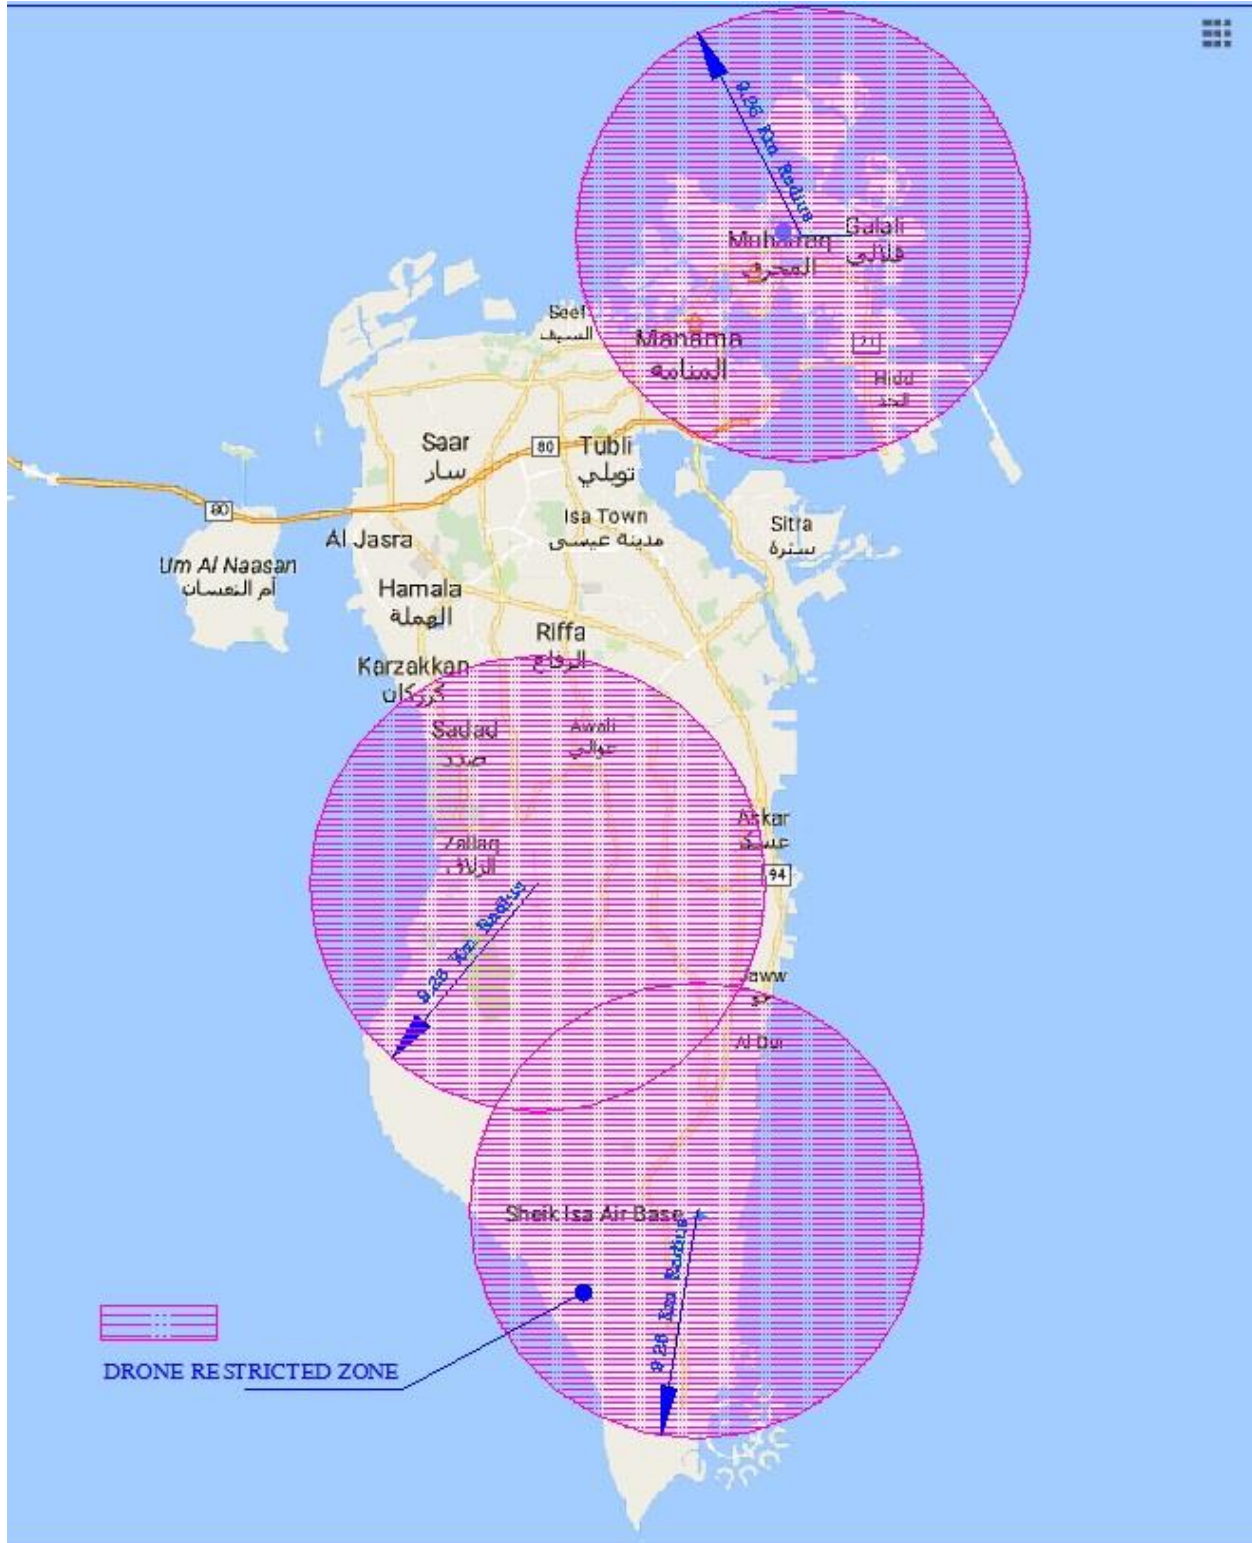 9.26 Km Radius
Galali
قلالي
Muharraq
المحرق
Seef
السيف
Manama
المنامة
21
Hidd
الحد
Saar
سار
80
Tubli
توبلي
80
Isa Town
مدينة عيسى
Sitra
سترة
Al Jasra
Um Al Naasan
أم النعسان
Hamala
الهملة
Riffa
الرفاع
Karzakkan
كرزكان
Sadad
صدد
Awali
عوالي
Askar
عسكر
Zallaq
الزلاق
94
9.26 Km Radius
Jaww
جو
Al Dur
Sheik Isa Air Base
9.26 Km Radius
DRONE RESTRICTED ZONE